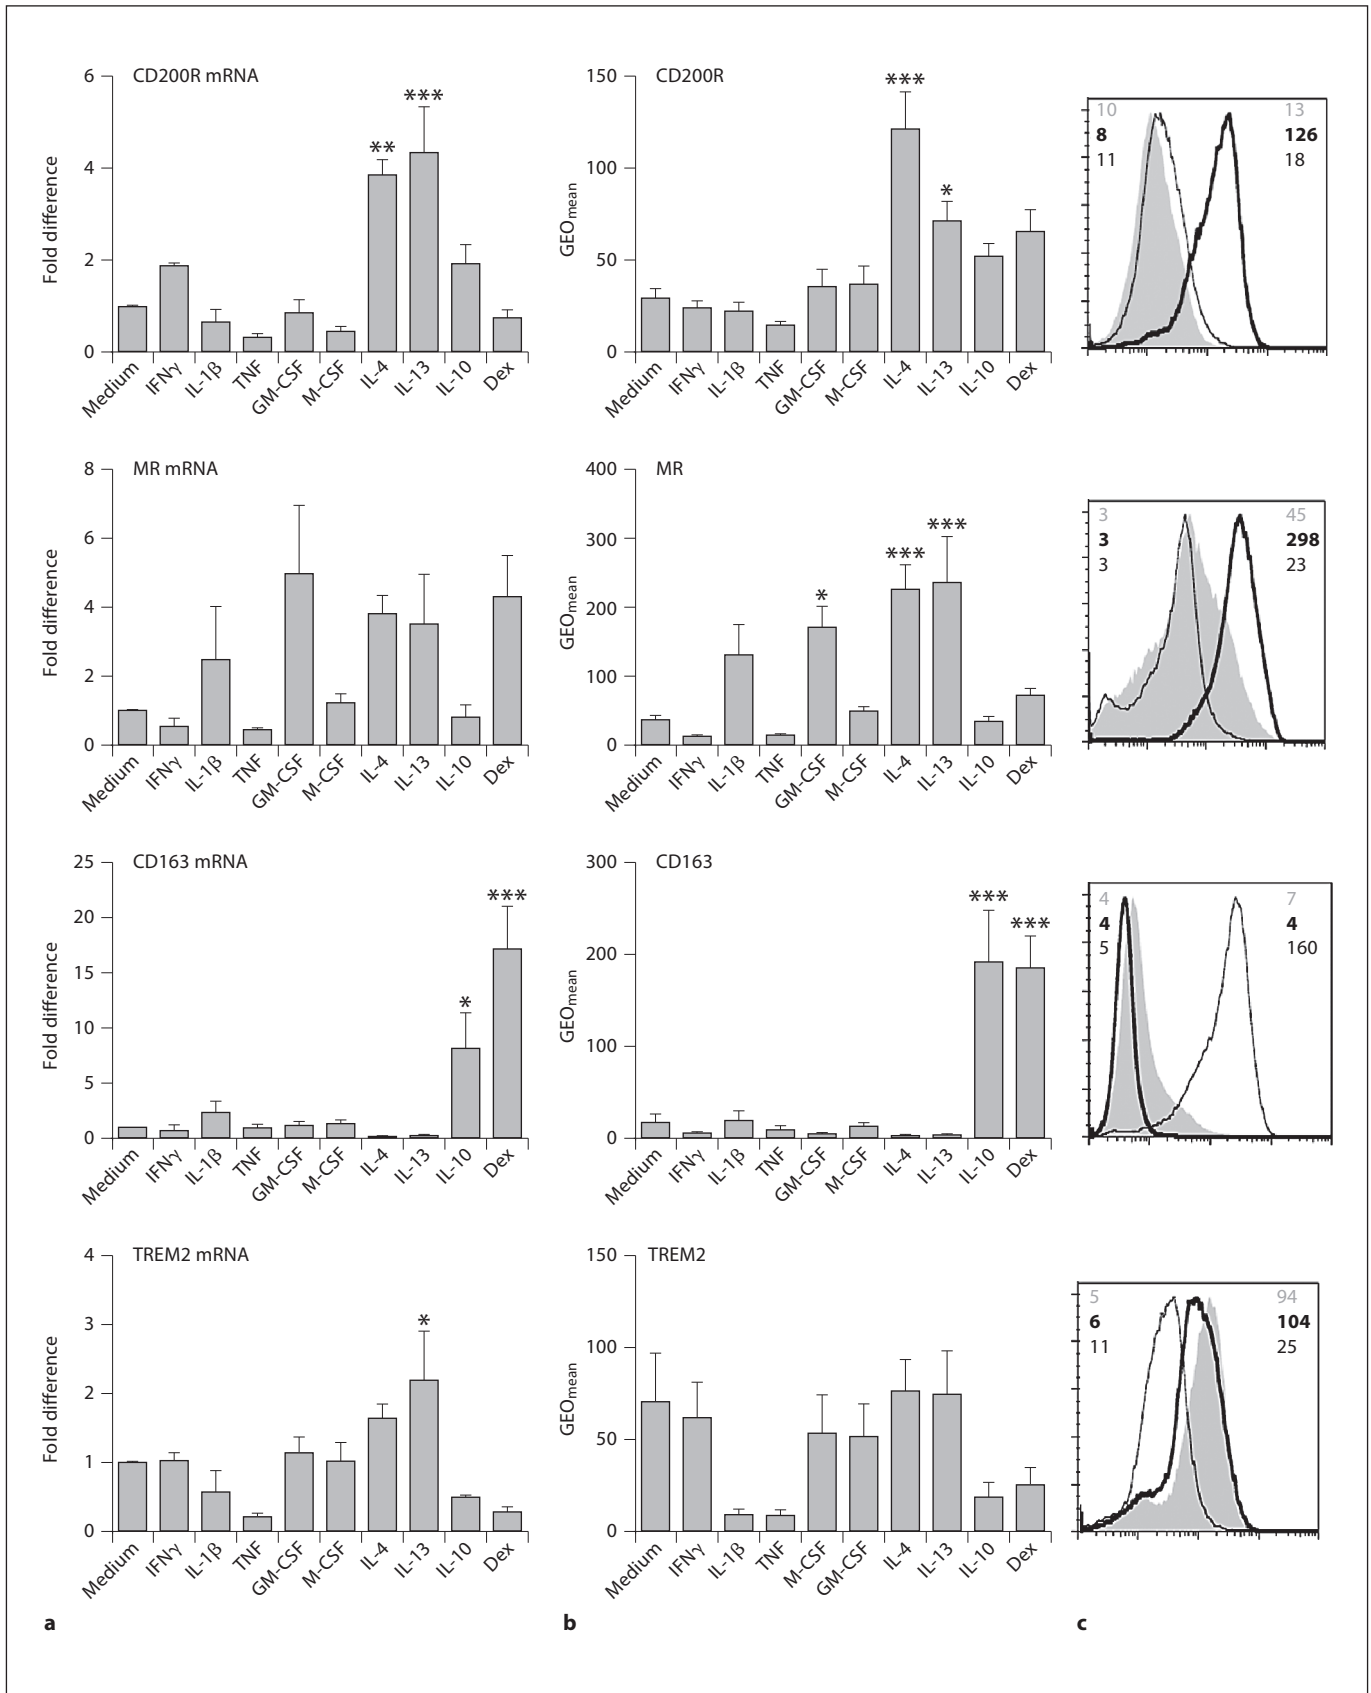 CD200R mRNA
Fold difference
6
4
2
0
**
***
Medium
IFNγ
IL-1β
TNF
GM-CSF
M-CSF
IL-4
IL-13
IL-10
Dex
CD200R
GEOmean
150
100
50
0
***
*
Medium
IFNγ
IL-1β
TNF
GM-CSF
M-CSF
IL-4
IL-13
IL-10
Dex
10 13
8 126
11 18
MR mRNA
Fold difference
8
6
4
2
0
Medium
IFNγ
IL-1β
TNF
GM-CSF
M-CSF
IL-4
IL-13
IL-10
Dex
MR
GEOmean
400
300
200
100
0
*
***
***
Medium
IFNγ
IL-1β
TNF
GM-CSF
M-CSF
IL-4
IL-13
IL-10
Dex
3 45
3 298
3 23
CD163 mRNA
Fold difference
25
20
15
10
5
0
*
***
Medium
IFNγ
IL-1β
TNF
GM-CSF
M-CSF
IL-4
IL-13
IL-10
Dex
CD163
GEOmean
300
200
100
0
***
***
Medium
IFNγ
IL-1β
TNF
GM-CSF
M-CSF
IL-4
IL-13
IL-10
Dex
4 7
4 4
5 160
TREM2 mRNA
Fold difference
4
3
2
1
0
*
Medium
IFNγ
IL-1β
TNF
GM-CSF
M-CSF
IL-4
IL-13
IL-10
Dex
TREM2
GEOmean
150
100
50
0
Medium
IFNγ
IL-1β
TNF
M-CSF
GM-CSF
IL-4
IL-13
IL-10
Dex
5 94
6 104
11 25
a
b
c